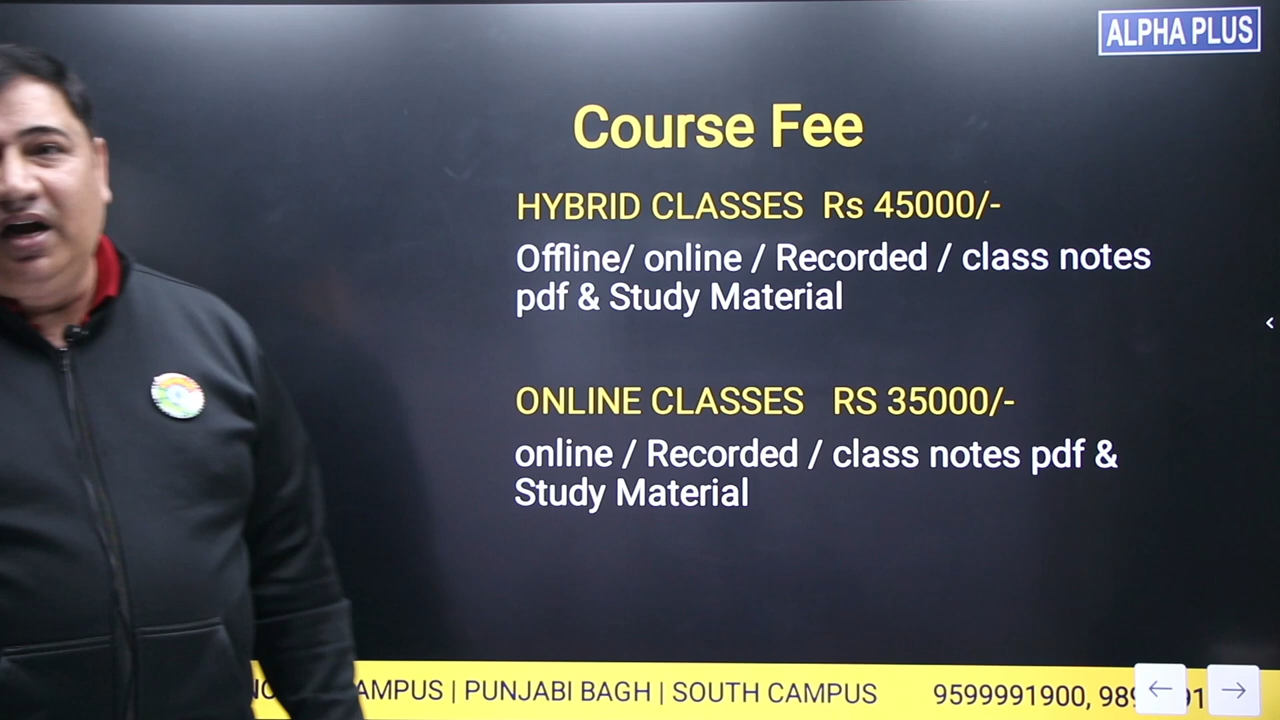 ALPHA PLUS
Course Fee
HYBRID CLASSES Rs 45000/-
Offline/ online / Recorded / class notes
pdf & Study Material
ONLINE CLASSES RS 35000/-
online / Recorded / class notes pdf &
Study Material
PUNJABI BAGH | SOUTH CAMPUS 9599991900,